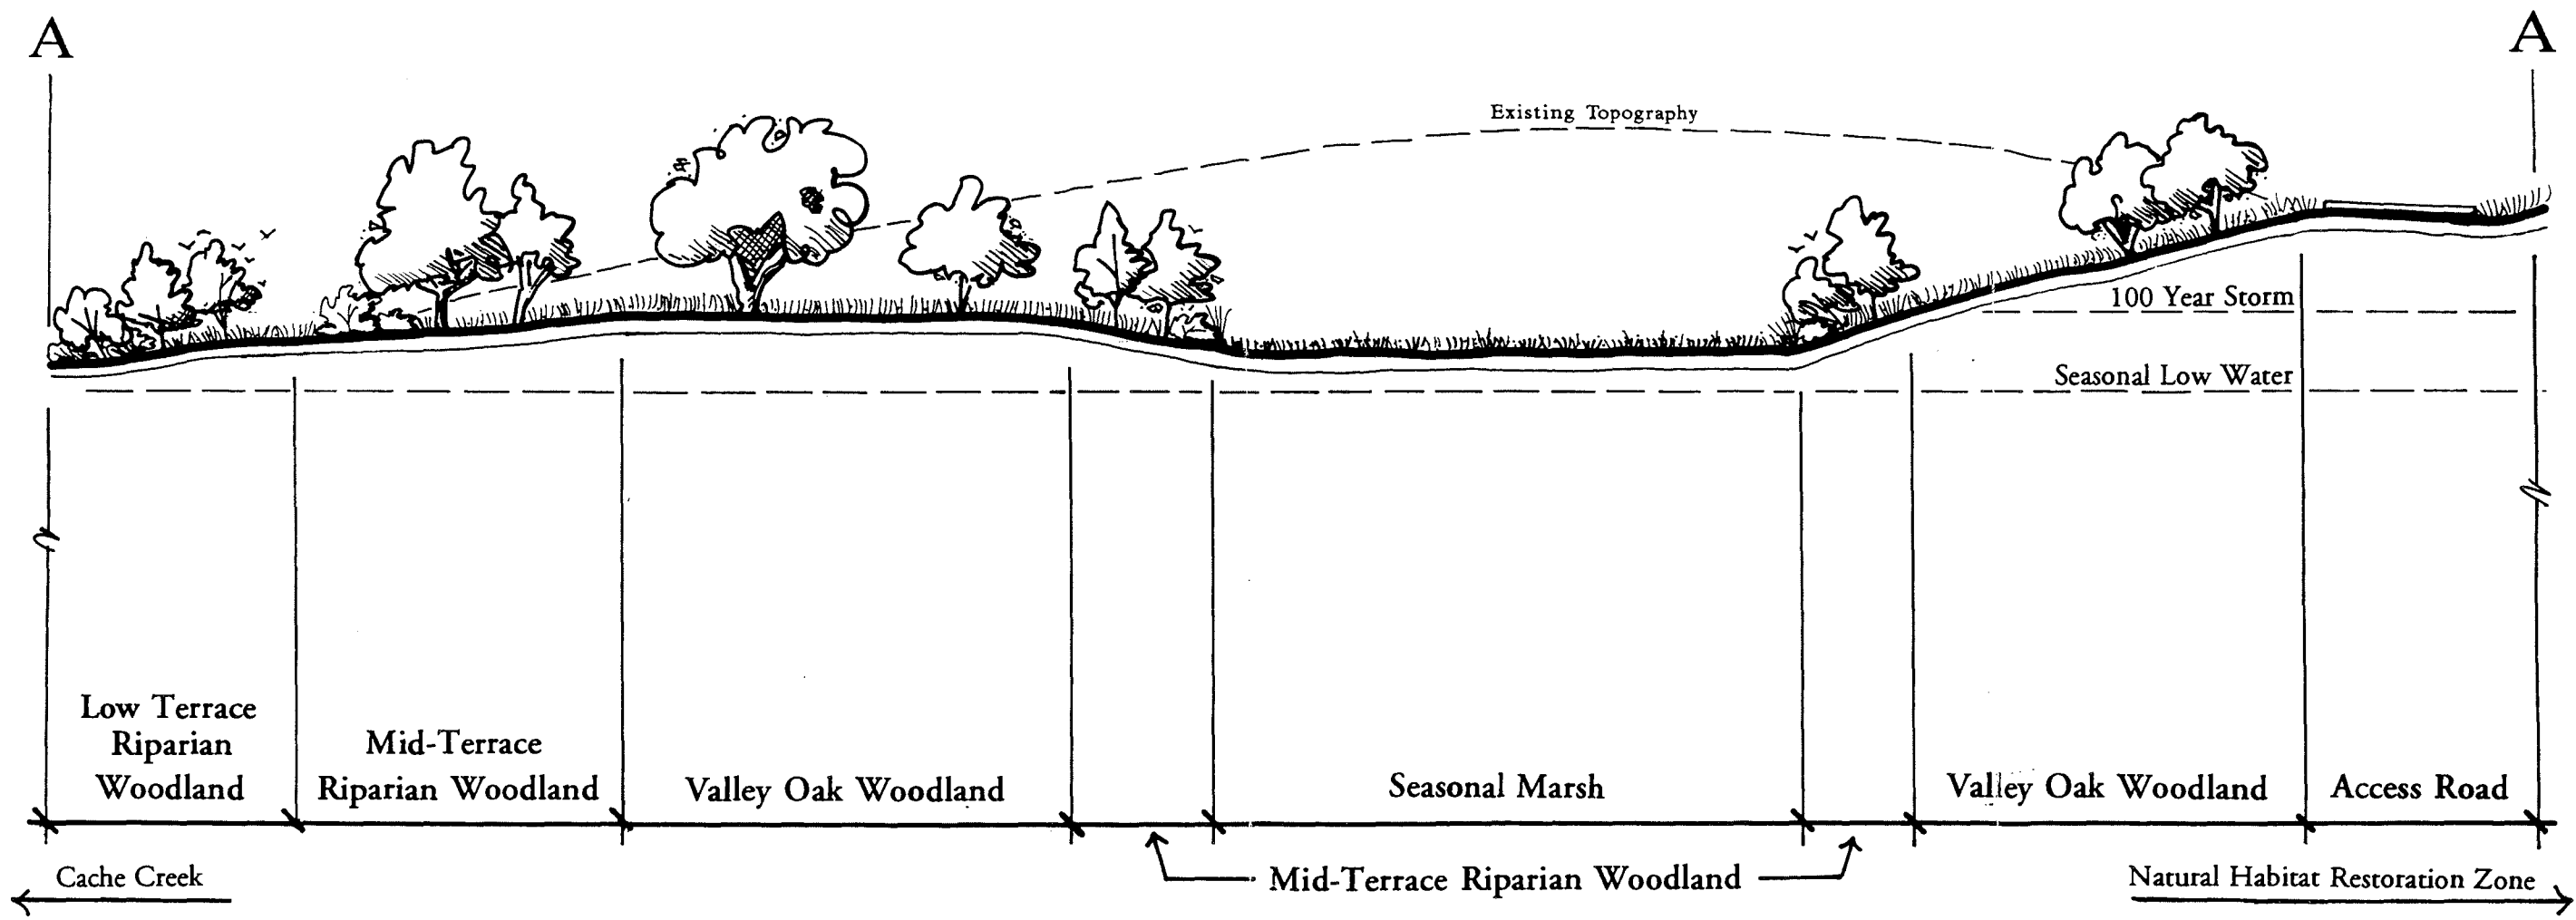 A
A
Existing Topography
100 Year Storm
Seasonal Low Water
Low Terrace
Riparian
Woodland
Mid-Terrace
Riparian Woodland
Valley Oak Woodland
Seasonal Marsh
Valley Oak Woodland
Access Road
Mid-Terrace Riparian Woodland
Cache Creek
Natural Habitat Restoration Zone